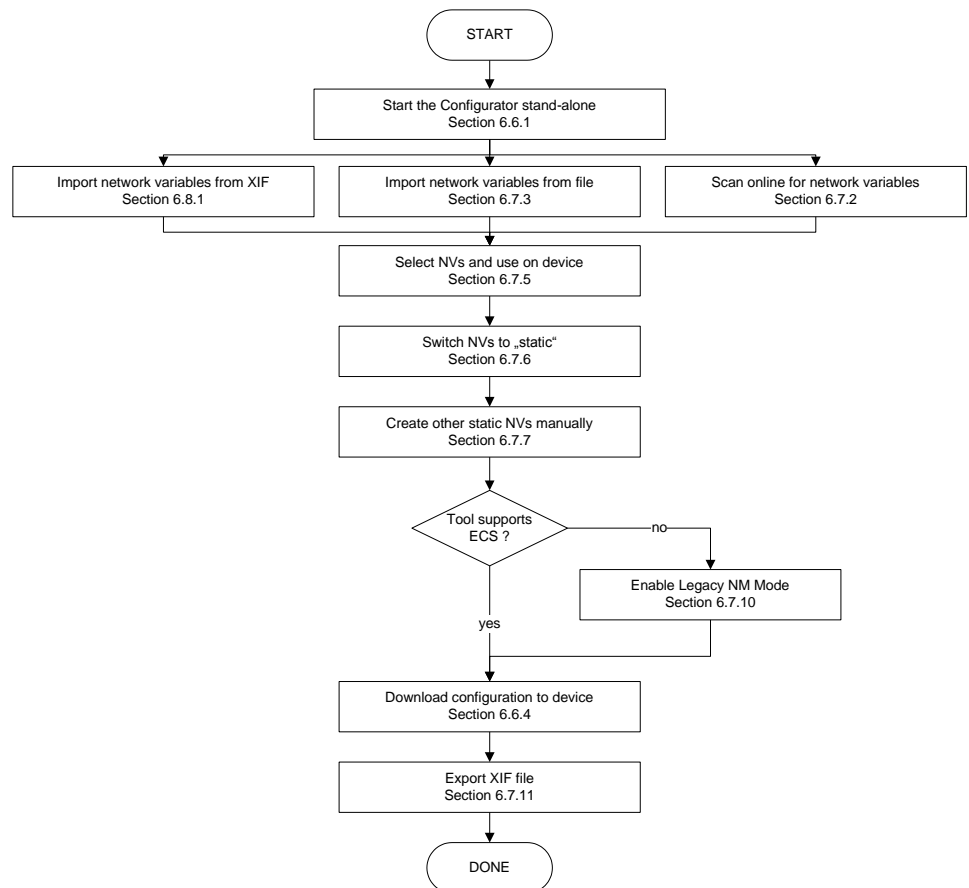 START
Start the Configurator stand-alone
Section 6.6.1
Import network variables from XIF
Section 6.8.1
Import network variables from file
Section 6.7.3
Scan online for network variables
Section 6.7.2
Select NVs and use on device
Section 6.7.5
Switch NVs to „static“
Section 6.7.6
Create other static NVs manually
Section 6.7.7
Tool supports
ECS ?
no
Enable Legacy NM Mode
Section 6.7.10
yes
Download configuration to device
Section 6.6.4
Export XIF file
Section 6.7.11
DONE